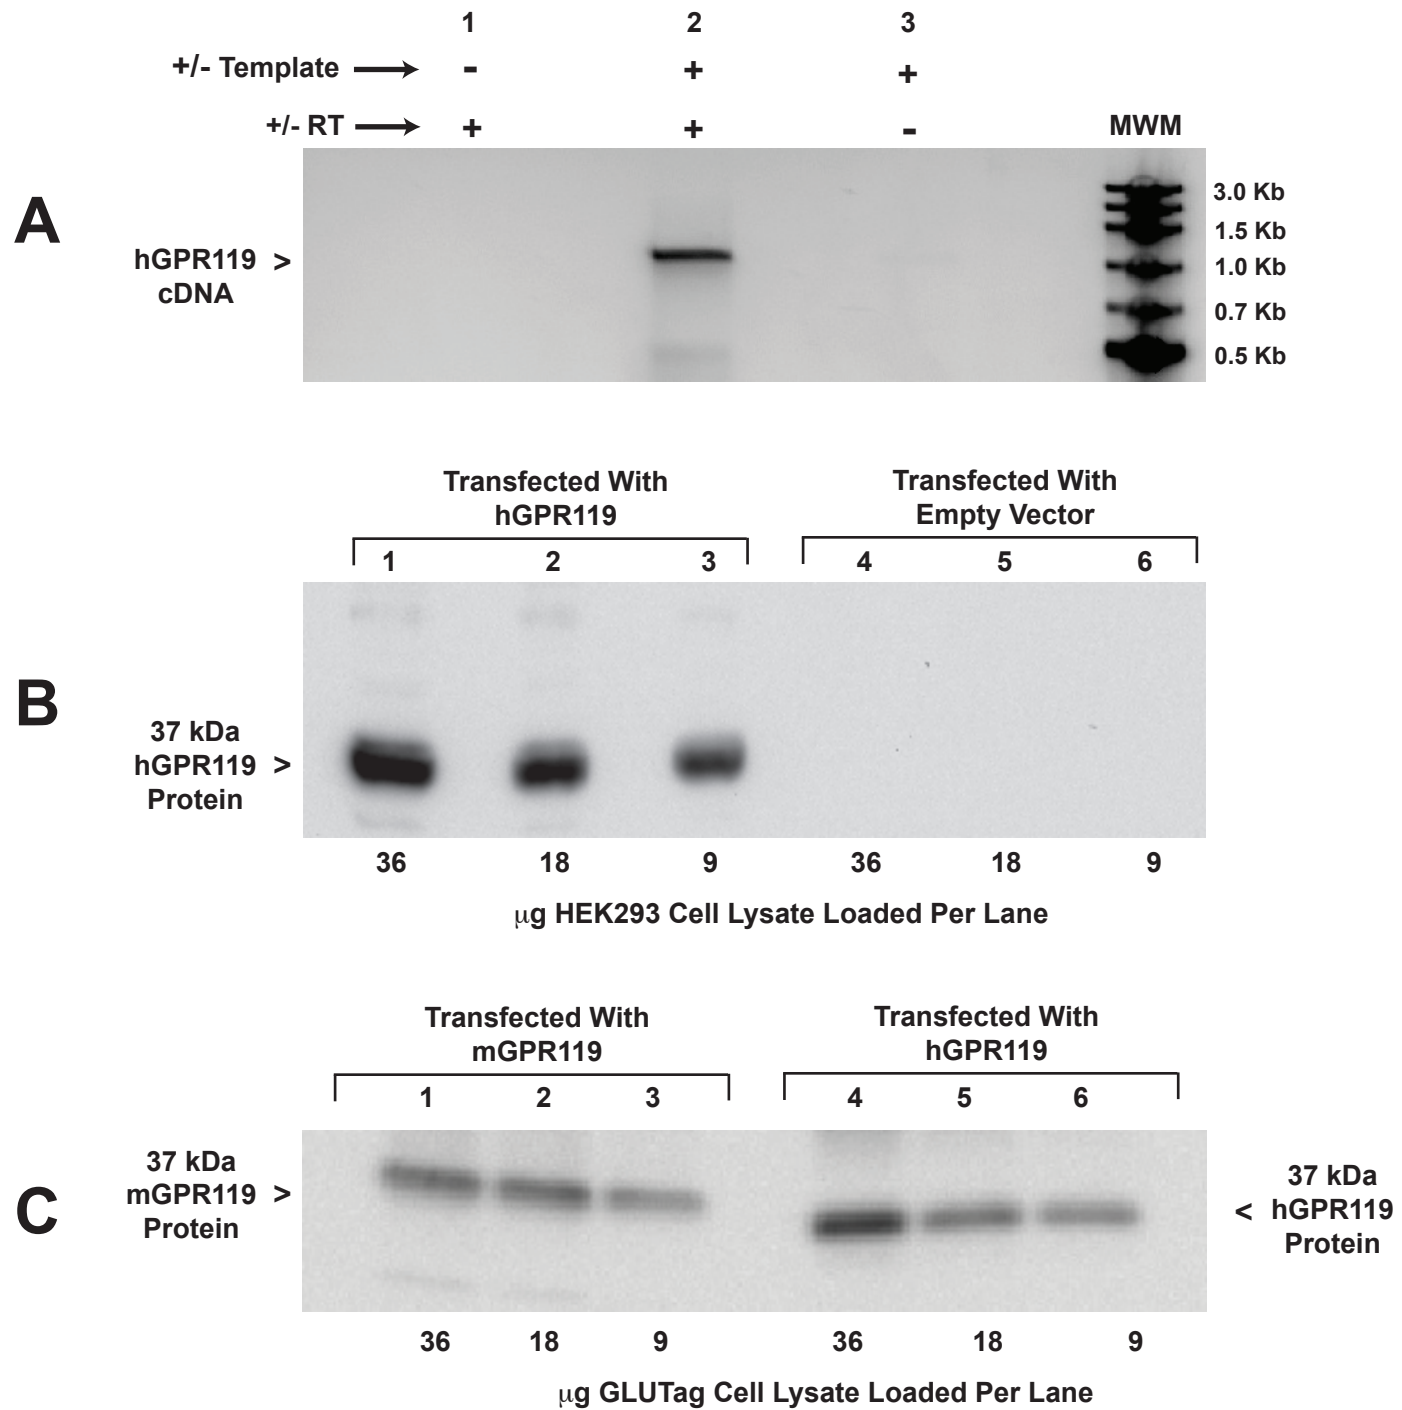 1 2 3
+/- Template - + +
+/- RT + + - MWM
A
3.0 Kb
1.5 Kb
hGPR119 >
cDNA
1.0 Kb
0.7 Kb
0.5 Kb
Transfected With
hGPR119
Transfected With
Empty Vector
1 2 3 4 5 6
B
37 kDa
hGPR119 >
Protein
36 18 9 36 18 9
µg HEK293 Cell Lysate Loaded Per Lane
Transfected With
mGPR119
Transfected With
hGPR119
1 2 3 4 5 6
C
37 kDa
mGPR119 >
Protein
37 kDa
< hGPR119
Protein
36 18 9 36 18 9
µg GLUTag Cell Lysate Loaded Per Lane